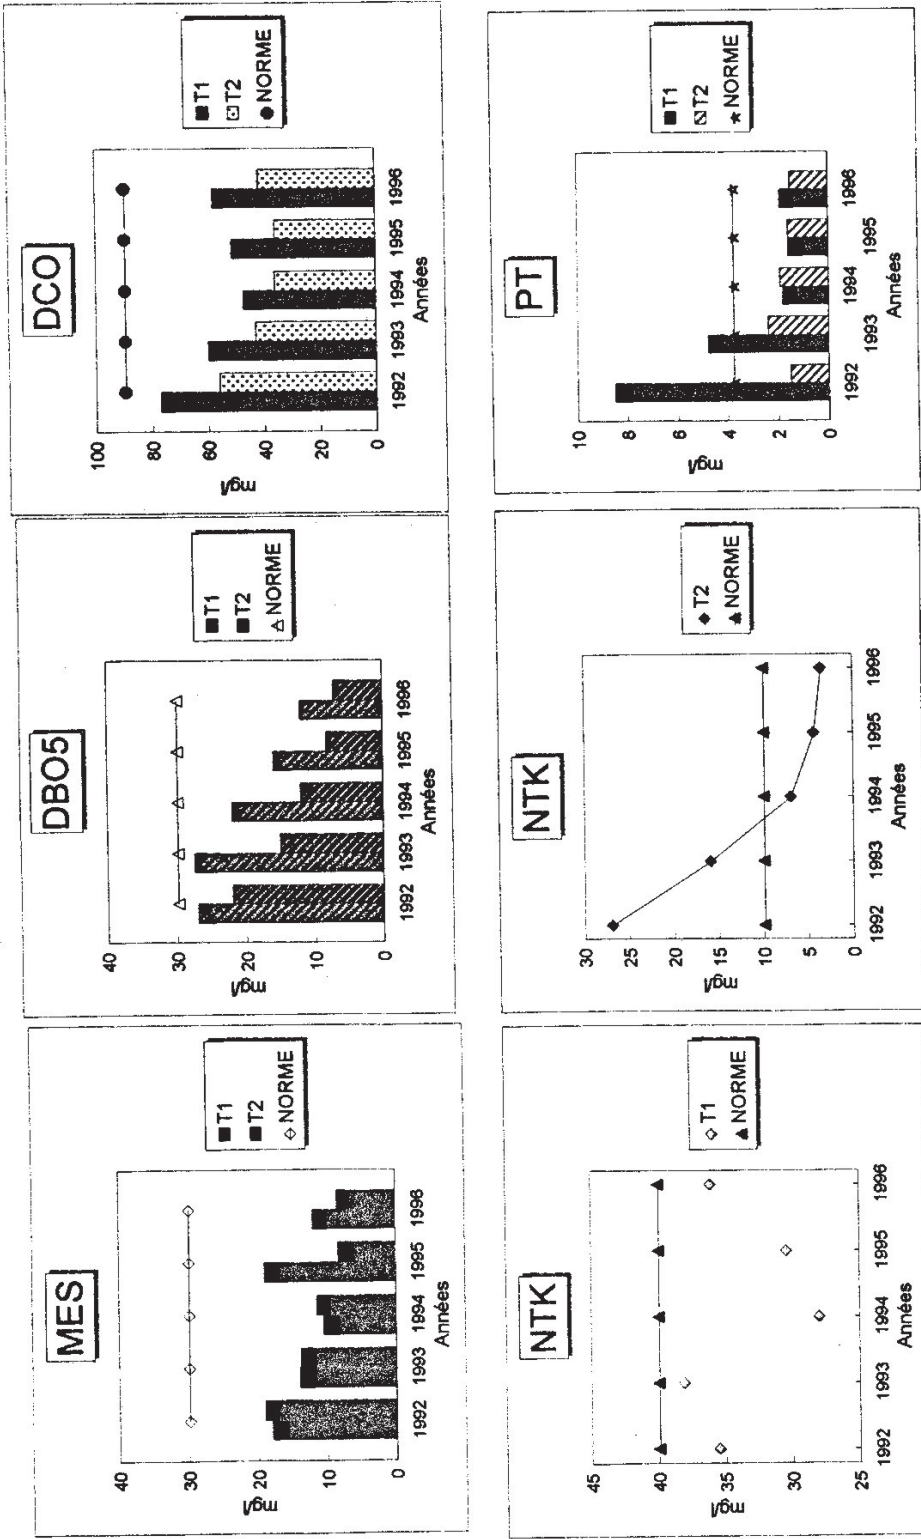 MES
40
30
20
10
0
mg/l
1992 1993 1994 1995 1996
Années
T1
T2
NORME
DBO5
40
30
20
10
0
mg/l
1992 1993 1994 1995 1996
Années
T1
T2
NORME
DCO
100
80
60
40
20
0
mg/l
1992 1993 1994 1995 1996
Années
T1
T2
NORME
NTK
45
40
35
30
25
mg/l
1992 1993 1994 1995 1996
Années
T1
NORME
NTK
30
25
20
15
10
5
0
mg/l
1992 1993 1994 1995 1996
Années
T2
NORME
PT
10
8
6
4
2
0
mg/l
1992 1993 1994 1995 1996
Années
T1
T2
NORME